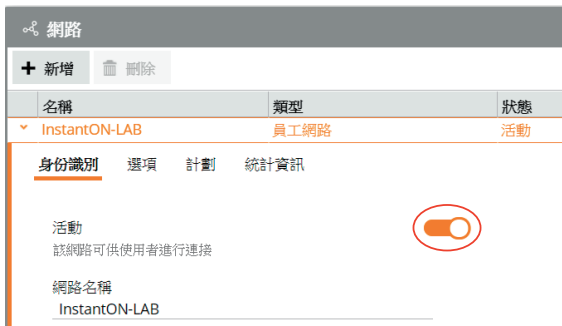 網路
新增 刪除
名稱 類型 狀態
InstantON-LAB 員工網路 活動
身份識別 選項 計劃 統計資訊
活動
該網路可供使用者進行連接
網路名稱
InstantON-LAB